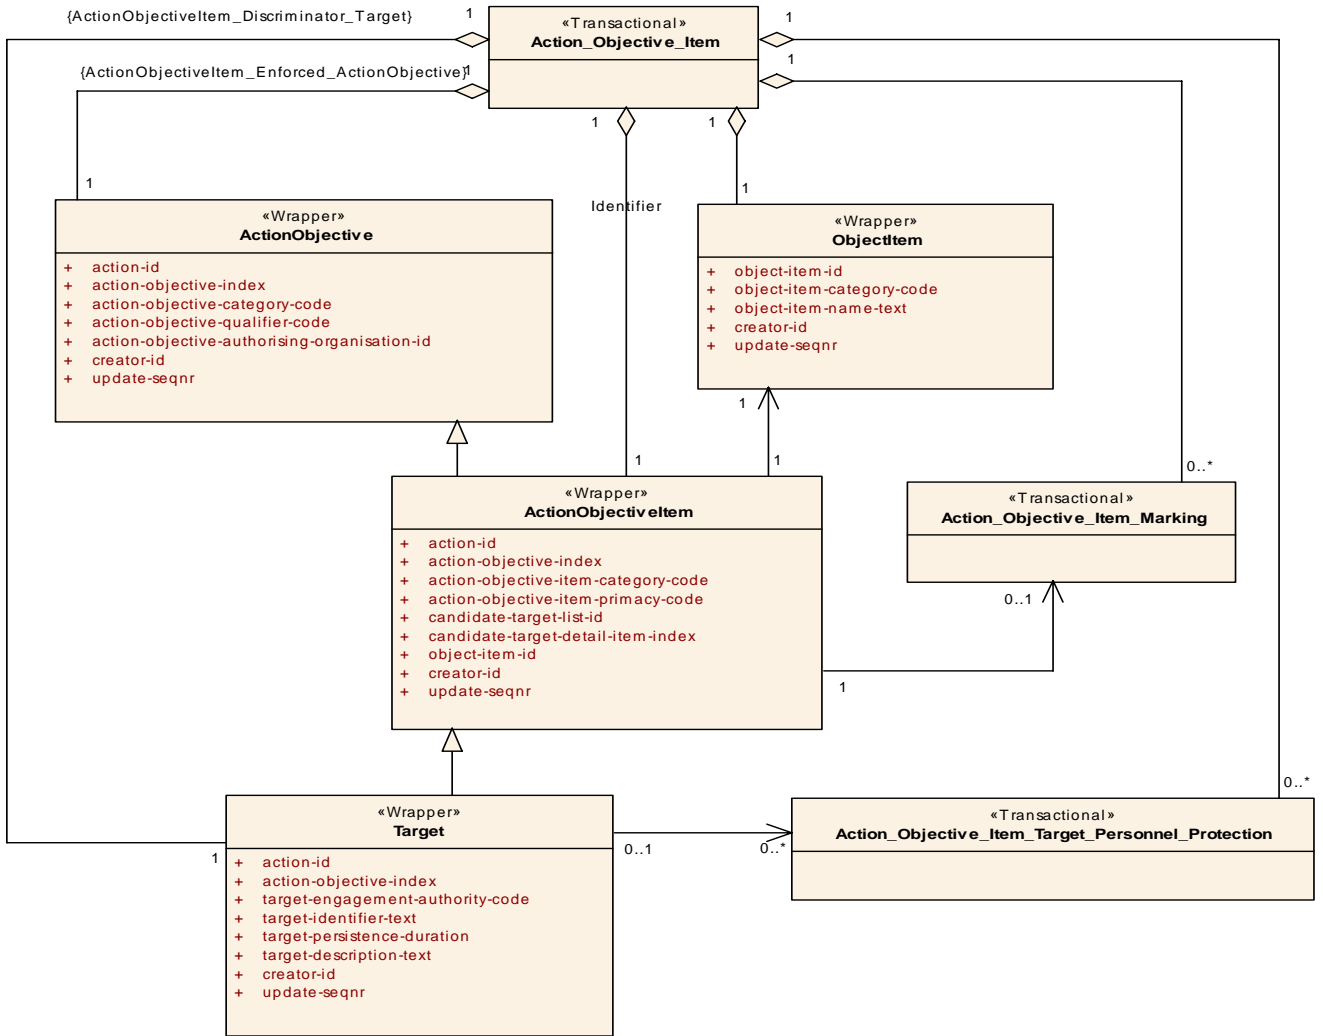 {ActionObjectiveItem_Discriminator_Target}
1
«Transactional»
Action_Objective_Item
1
{ActionObjectiveItem_Enforced_ActionObjective}
1
1
1
1
1
1
Identifier
«Wrapper»
ActionObjective
+ action-id
+ action-objective-index
+ action-objective-category-code
+ action-objective-qualifier-code
+ action-objective-authorising-organisation-id
+ creator-id
+ update-seqnr
«Wrapper»
ObjectItem
+ object-item-id
+ object-item-category-code
+ object-item-name-text
+ creator-id
+ update-seqnr
1
1
1
0..*
«Wrapper»
ActionObjectiveItem
+ action-id
+ action-objective-index
+ action-objective-item-category-code
+ action-objective-item-primacy-code
+ candidate-target-list-id
+ candidate-target-detail-item-index
+ object-item-id
+ creator-id
+ update-seqnr
«Transactional»
Action_Objective_Item_Marking
0..1
1
0..*
«Wrapper»
Target
+ action-id
+ action-objective-index
+ target-engagement-authority-code
+ target-identifier-text
+ target-persistence-duration
+ target-description-text
+ creator-id
+ update-seqnr
1
0..1
0..*
«Transactional»
Action_Objective_Item_Target_Personnel_Protection